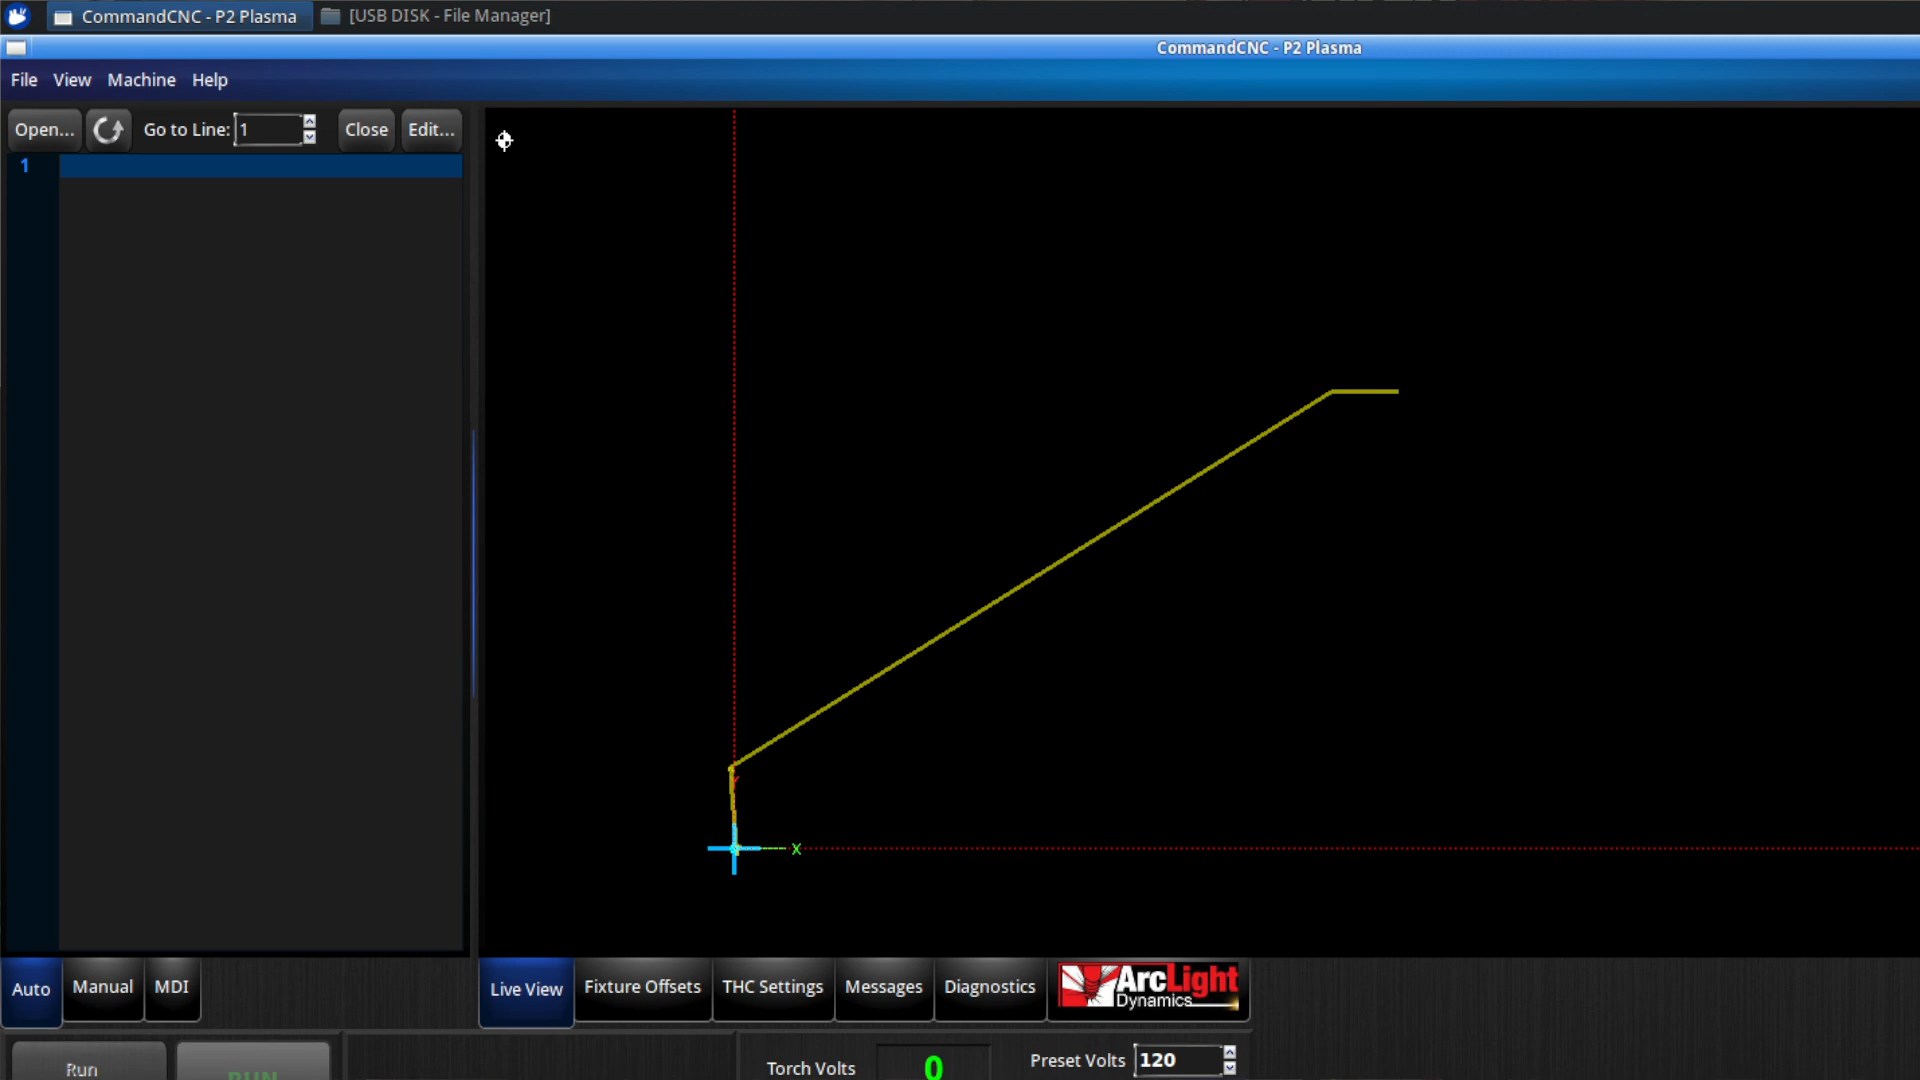 CommandCNC - P2 Plasma
[USB DISK - File Manager]
CommandCNC - P2 Plasma
File View Machine Help
Open... Go to Line: 1 Close Edit...
1
X
Auto Manual MDI
Live View Fixture Offsets THC Settings Messages Diagnostics
ArcLight
Dynamics
Run
RUN
Torch Volts 0
Preset Volts 120